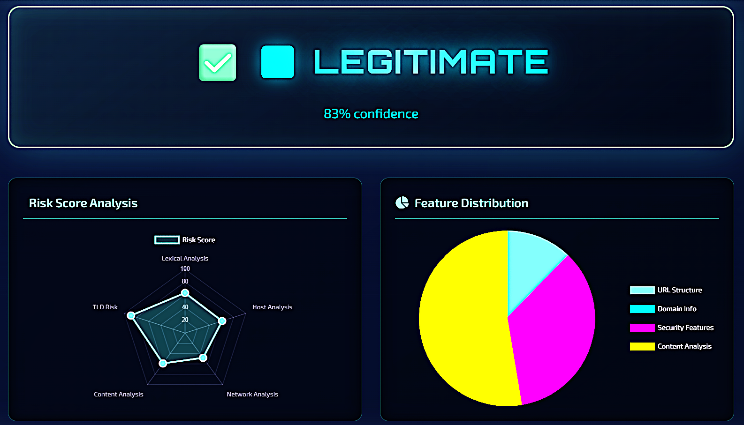 LEGITIMATE
83% confidence
Risk Score Analysis
Risk Score
Lexical Analysis
100
80
40
20
TLD Risk
Host Analysis
Content Analysis
Network Analysis
Feature Distribution
URL Structure
Domain Info
Security Features
Content Analysis